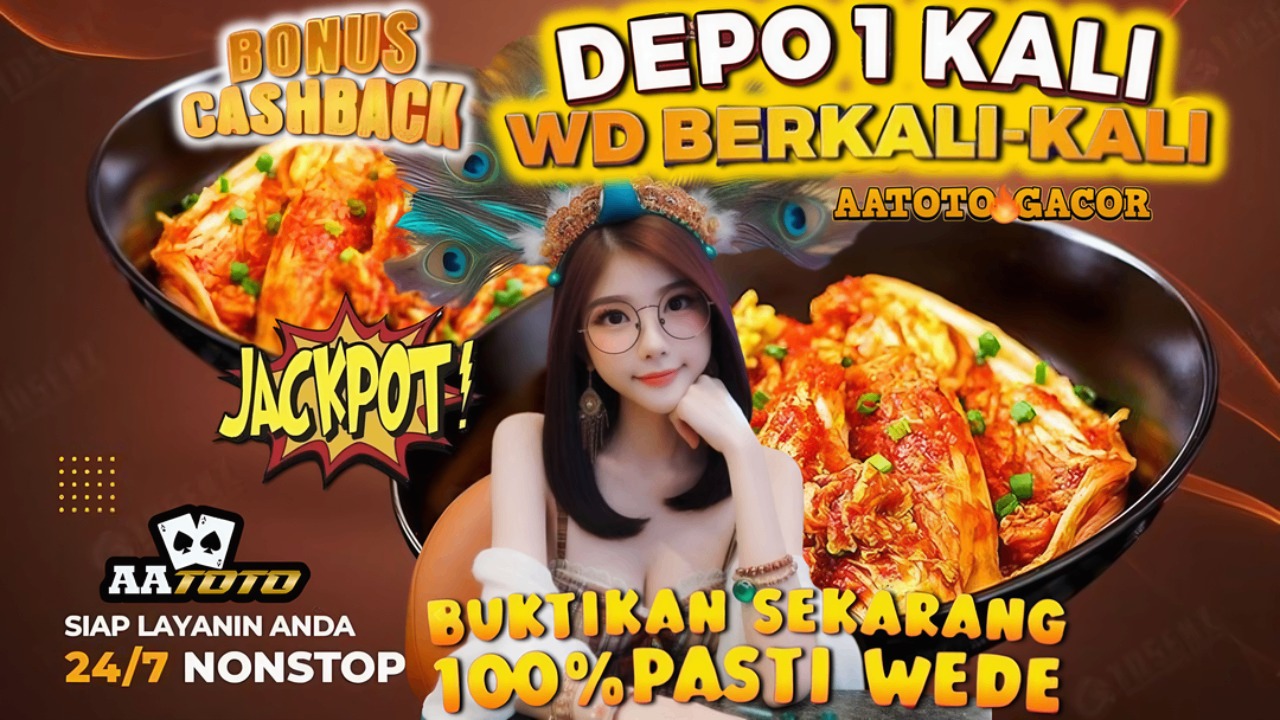 BONUS
CASHBACK
DEPO 1 KALI
WD BERKALI-KALI
AATOTO🔥GACOR
JACKPOT!
AATOTO
SIAP LAYANIN ANDA
24/7 NONSTOP
BUKTIKAN SEKARANG
100% PASTI WEDE